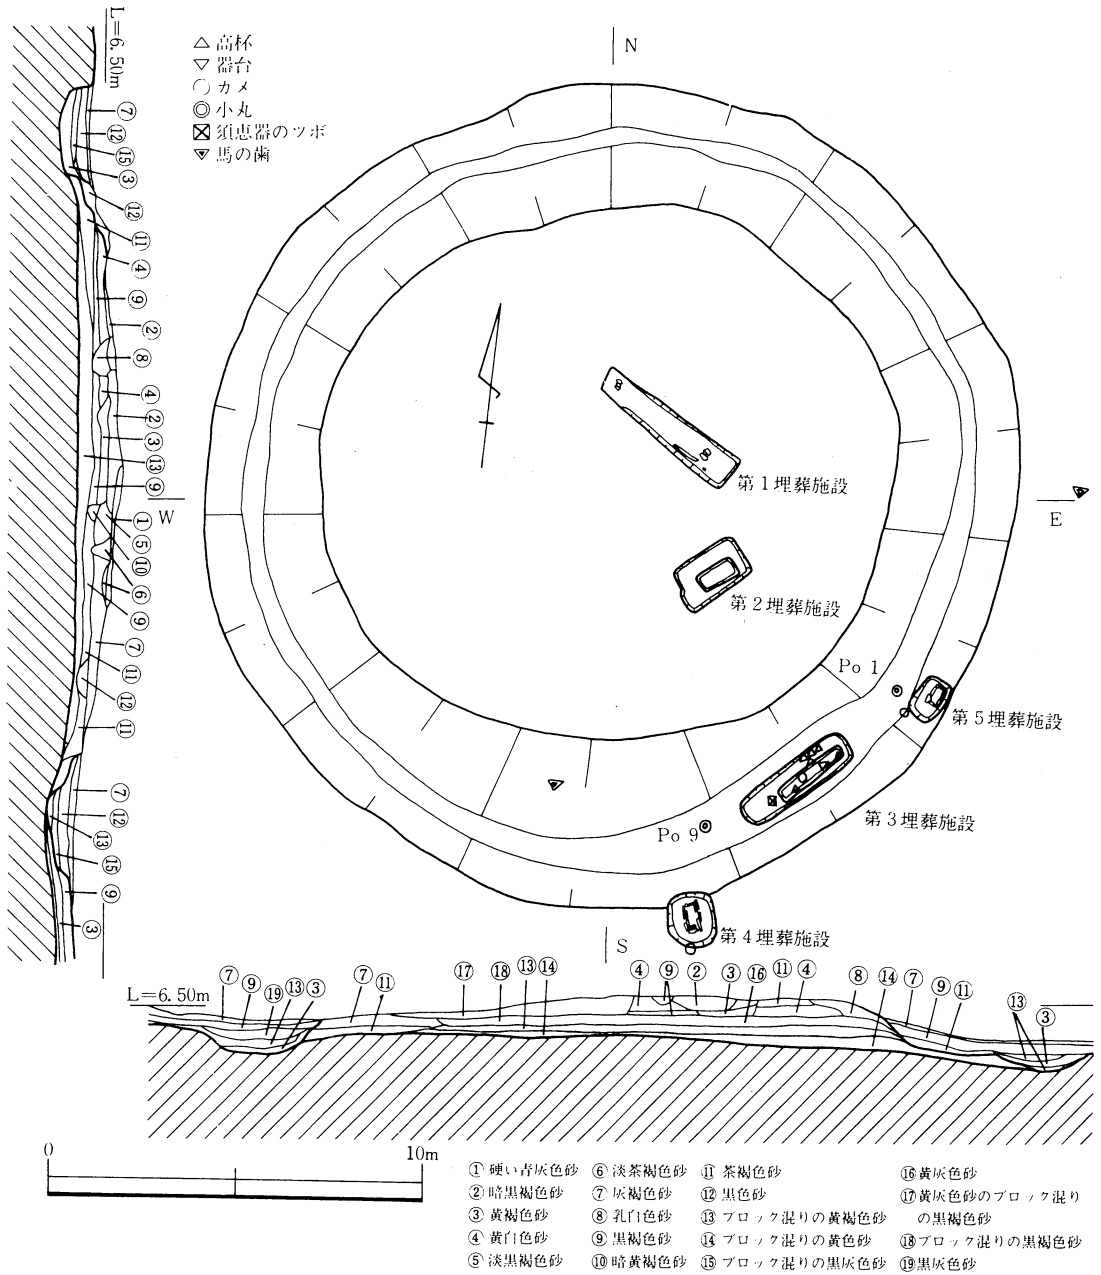 L=6.50m
△ 高杯
▽ 器台
○ カメ
◎ 小丸
須恵器のツボ
馬の歯
N
W
E
S
⑦
⑫
⑮
③
⑫
⑪
④
⑨
②
⑧
④
②
③
⑬
⑨
①
⑤
⑩
⑥
⑨
⑦
⑪
⑫
⑪
⑦
⑫
⑬
⑮
⑨
③
第1埋葬施設
第2埋葬施設
Po 1
第5埋葬施設
第3埋葬施設
Po 9
第4埋葬施設
L=6.50m
⑦ ⑨ ⑲ ⑬ ③ ⑦ ⑪ ⑰ ⑱ ⑬ ⑭ ④ ⑨ ② ③ ⑯ ⑪ ④ ⑧ ⑭ ⑦ ⑨ ⑪ ⑬ ③
0 10m
① 硬い青灰色砂
② 暗黒褐色砂
③ 黄褐色砂
④ 黄白色砂
⑤ 淡黒褐色砂
⑥ 淡茶褐色砂
⑦ 灰褐色砂
⑧ 乳白色砂
⑨ 黒褐色砂
⑩ 暗黄褐色砂
⑪ 茶褐色砂
⑫ 黒色砂
⑬ ブロック混りの黄褐色砂
⑭ ブロック混りの黄色砂
⑮ ブロック混りの黒灰色砂
⑯ 黄灰色砂
⑰ 黄灰色砂のブロック混り
の黒褐色砂
⑱ ブロック混りの黒褐色砂
⑲ 黒灰色砂